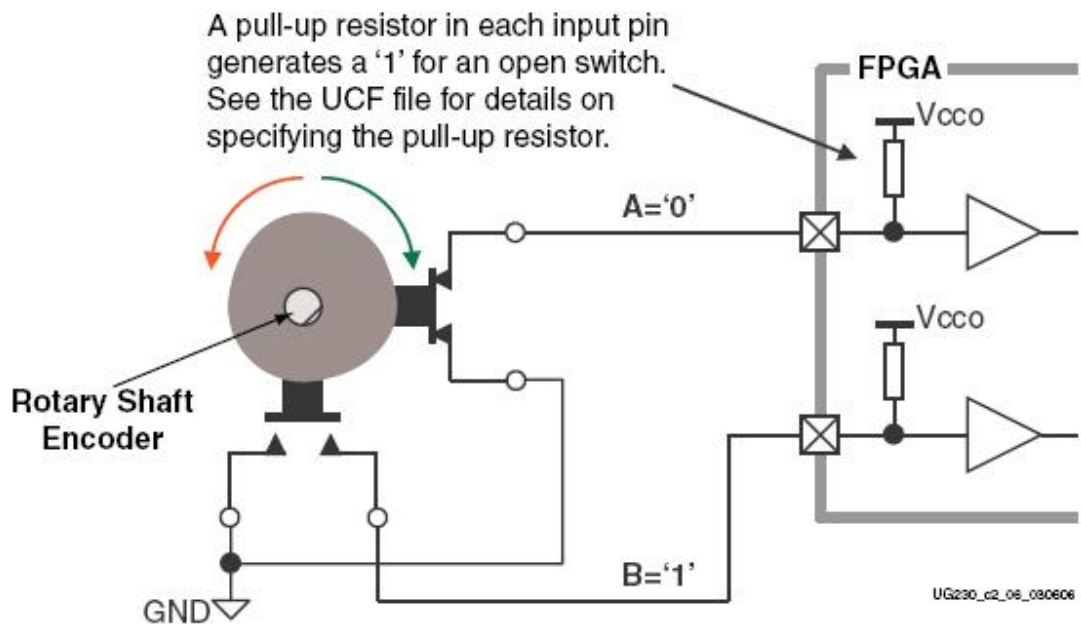 A pull-up resistor in each input pin
generates a ‘1’ for an open switch.
See the UCF file for details on
specifying the pull-up resistor.
FPGA
Vcco
A=‘0’
Vcco
Rotary Shaft
Encoder
B=‘1’
GND
UG230_c2_06_030606